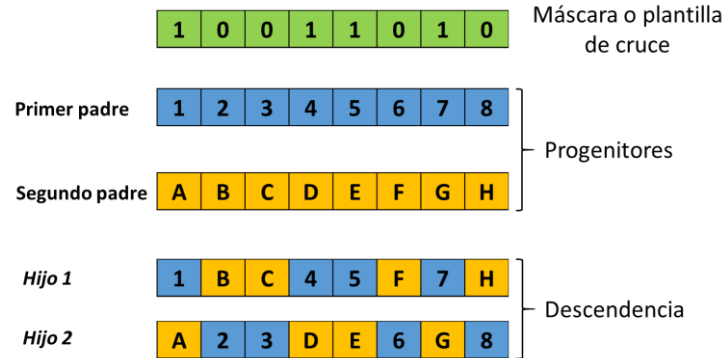 1 0 0 1 1 0 1 0
Máscara o plantilla
de cruce
Primer padre 1 2 3 4 5 6 7 8
Progenitores
Segundo padre A B C D E F G H
Hijo 1 1 B C 4 5 F 7 H
Descendencia
Hijo 2 A 2 3 D E 6 G 8